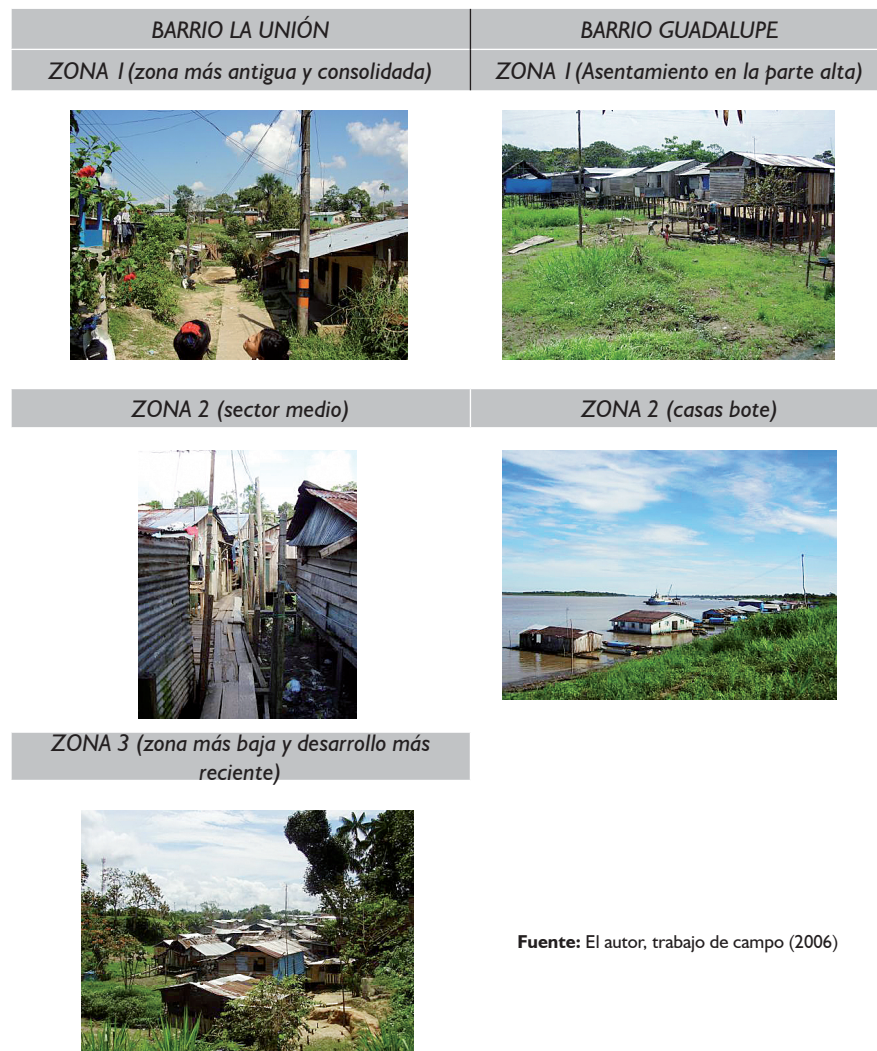 BARRIO LA UNIÓN
BARRIO GUADALUPE
ZONA 1 (zona más antigua y consolidada)
ZONA 1 (Asentamiento en la parte alta)
ZONA 2 (sector medio)
ZONA 2 (casas bote)
ZONA 3 (zona más baja y desarrollo más
reciente)
Fuente: El autor, trabajo de campo (2006)